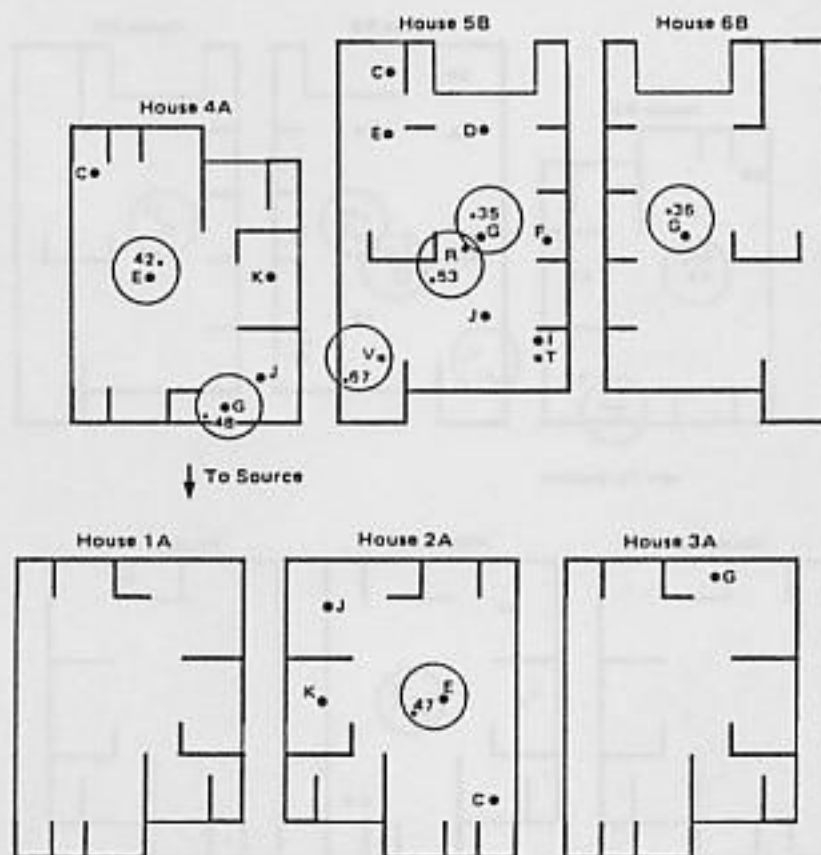 House 5B
House 6B
House 4A
C
E
D
C
.35
G
R
.53
F
.36
G
42.
E
K
J
I
T
V
.67
J
G
.48
To Source
House 1A
House 2A
House 3A
J
G
K
E
47
C